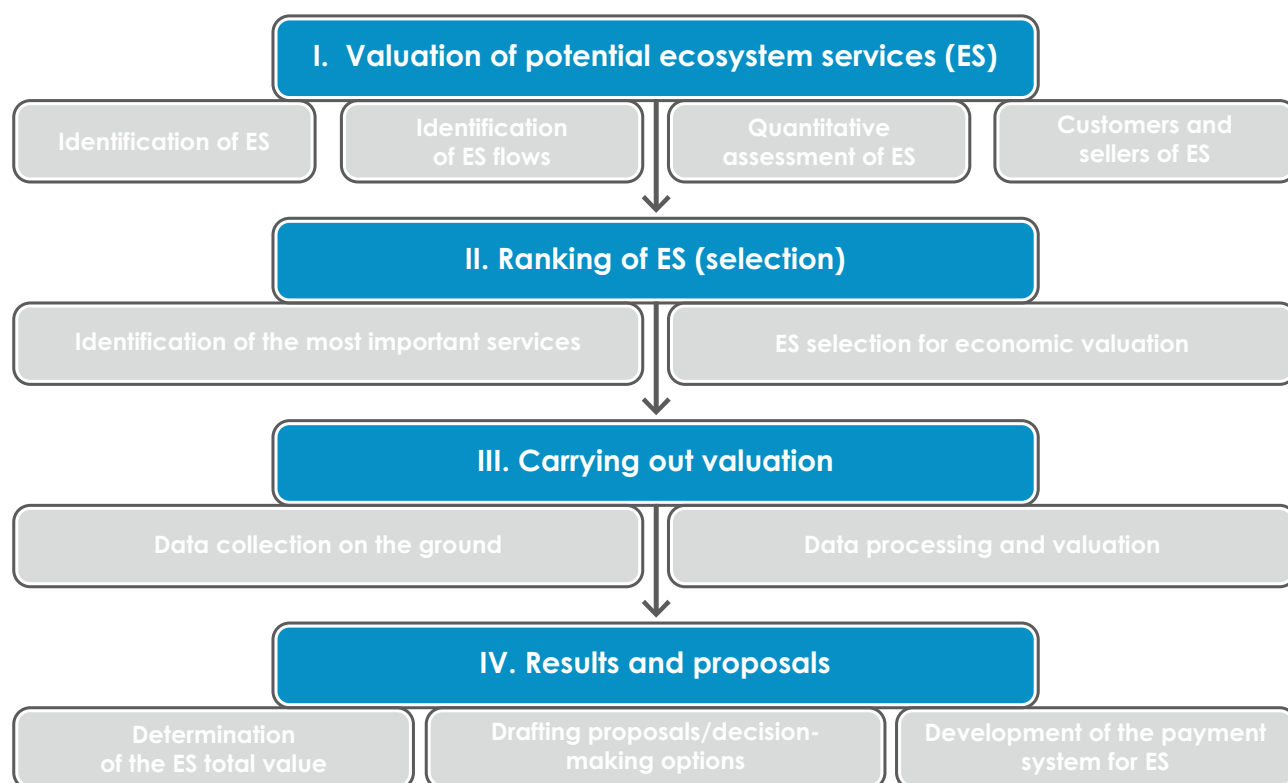 I. Valuation of potential ecosystem services (ES)
Identification of ES
Identification
of ES flows
Quantitative
assessment of ES
Customers and
sellers of ES
II. Ranking of ES (selection)
Identification of the most important services
ES selection for economic valuation
III. Carrying out valuation
Data collection on the ground
Data processing and valuation
IV. Results and proposals
Determination
of the ES total value
Drafting proposals/decision-
making options
Development of the payment
system for ES